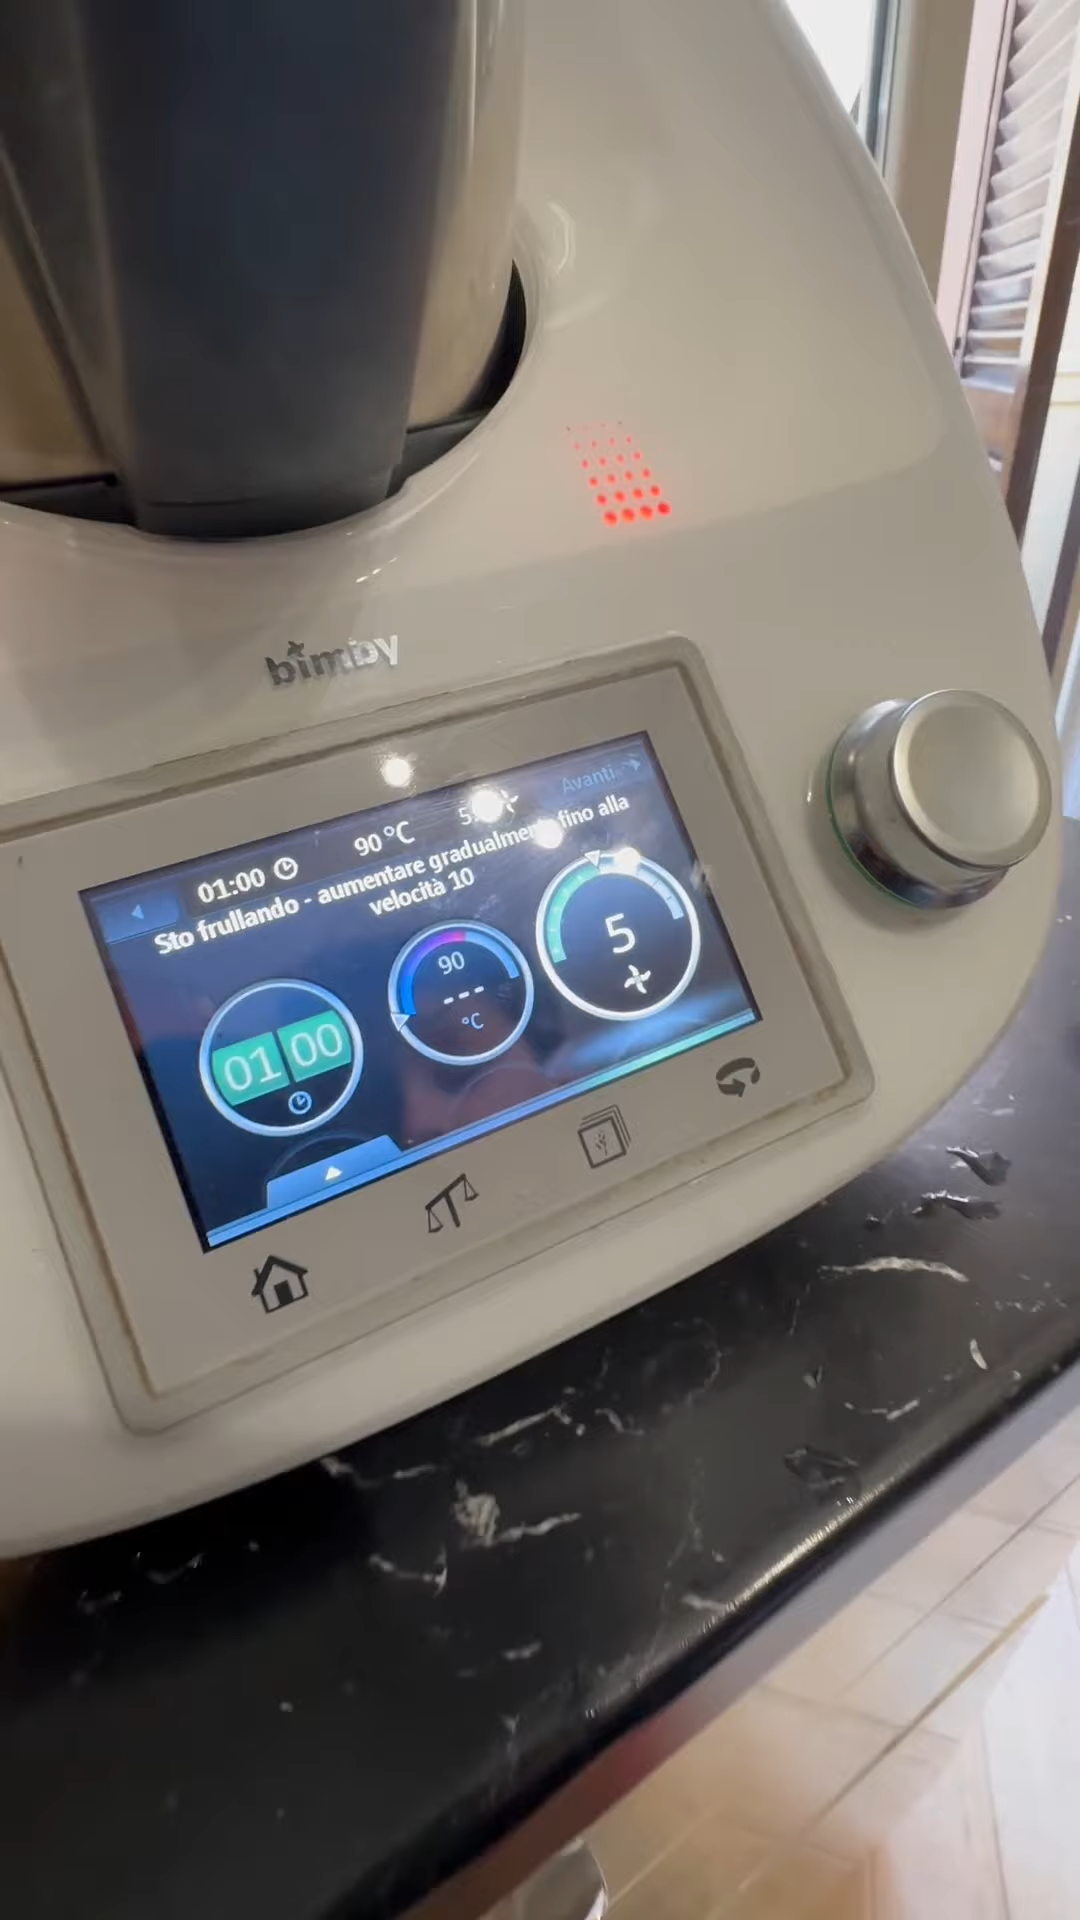 bimby
Avanti
01:00 90°C
Sto frullando - aumentare gradualmente fino alla
velocità 10
01 00
90
---
°C
5